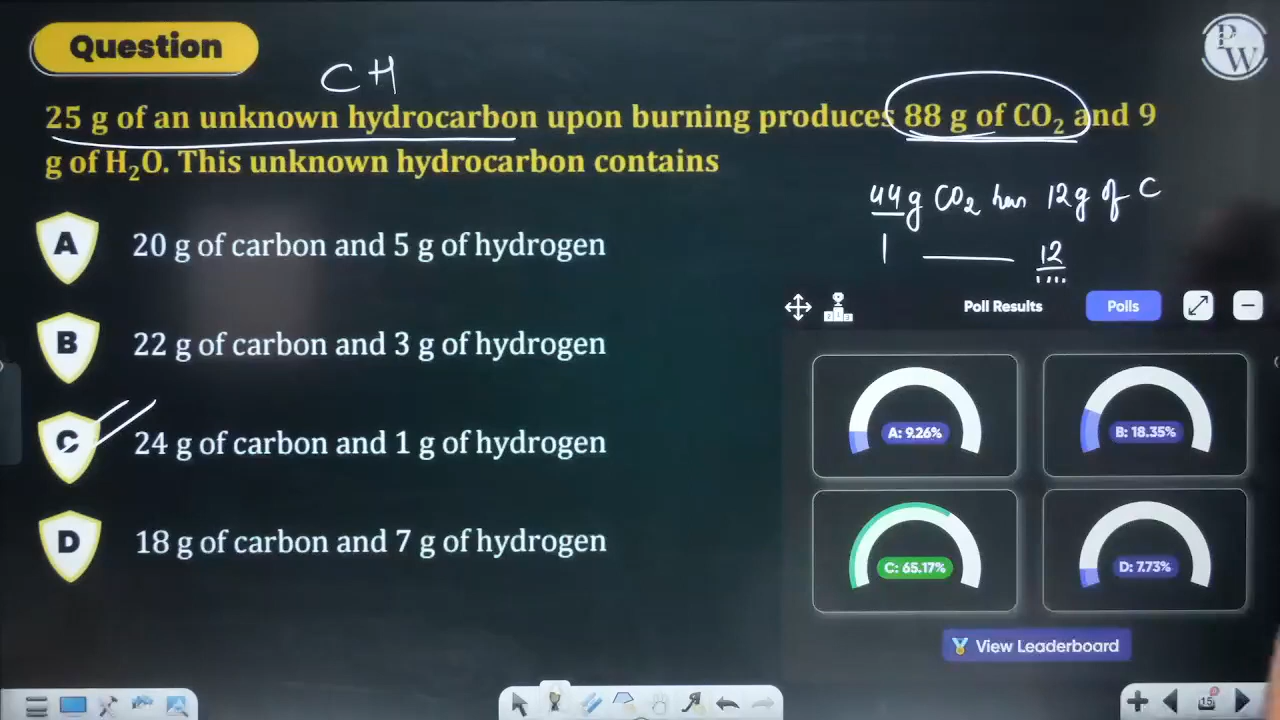 Question
PW
CH
25 g of an unknown hydrocarbon upon burning produces 88 g of CO₂ and 9
g of H₂O. This unknown hydrocarbon contains
44g CO₂ has 12g of C
1 12
A 20 g of carbon and 5 g of hydrogen
B 22 g of carbon and 3 g of hydrogen
C 24 g of carbon and 1 g of hydrogen
D 18 g of carbon and 7 g of hydrogen
Poll Results
Polls
A: 9.26%
B: 18.35%
C: 65.17%
D: 7.73%
View Leaderboard
15